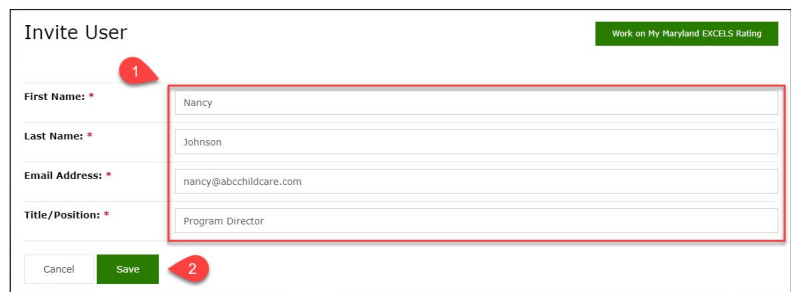 Invite User
Work on My Maryland EXCELS Rating
1
First Name: *
Nancy
Last Name: *
Johnson
Email Address: *
nancy@abcchildcare.com
Title/Position: *
Program Director
Cancel
Save
2